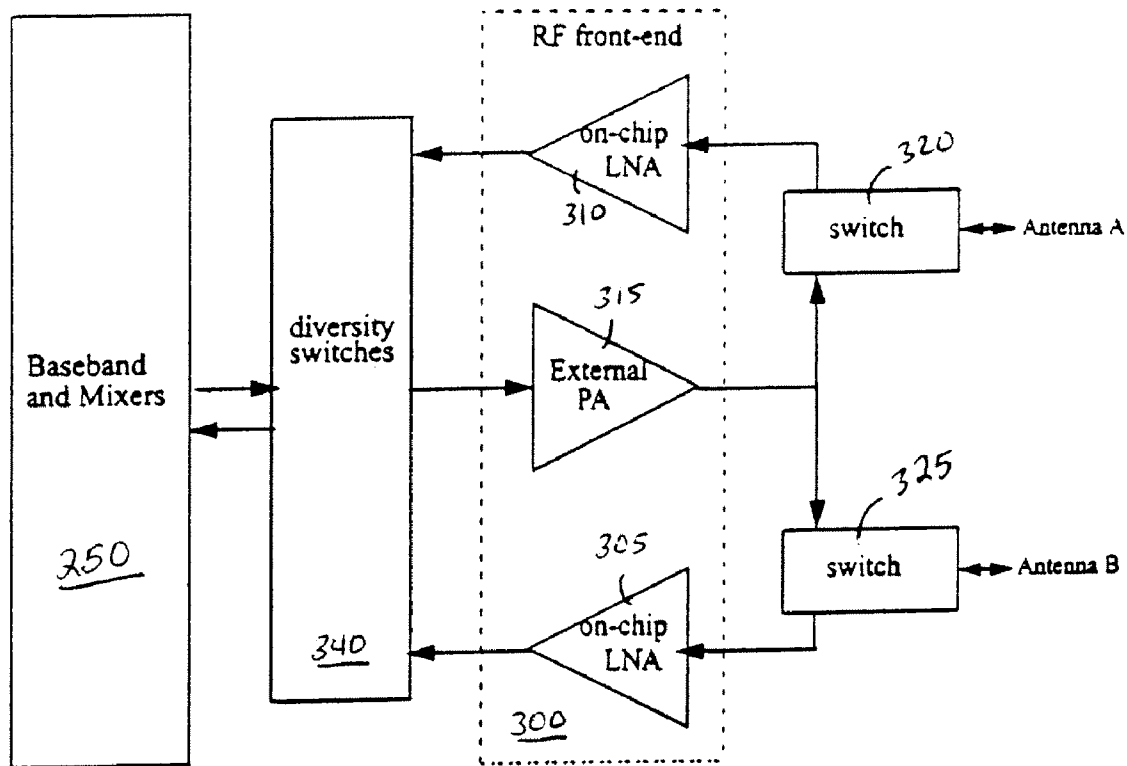 RF front-end
on-chip
LNA
310
320
switch
Antenna A
315
External
PA
diversity
switches
Baseband
and Mixers
325
switch
Antenna B
305
on-chip
LNA
250
340
300